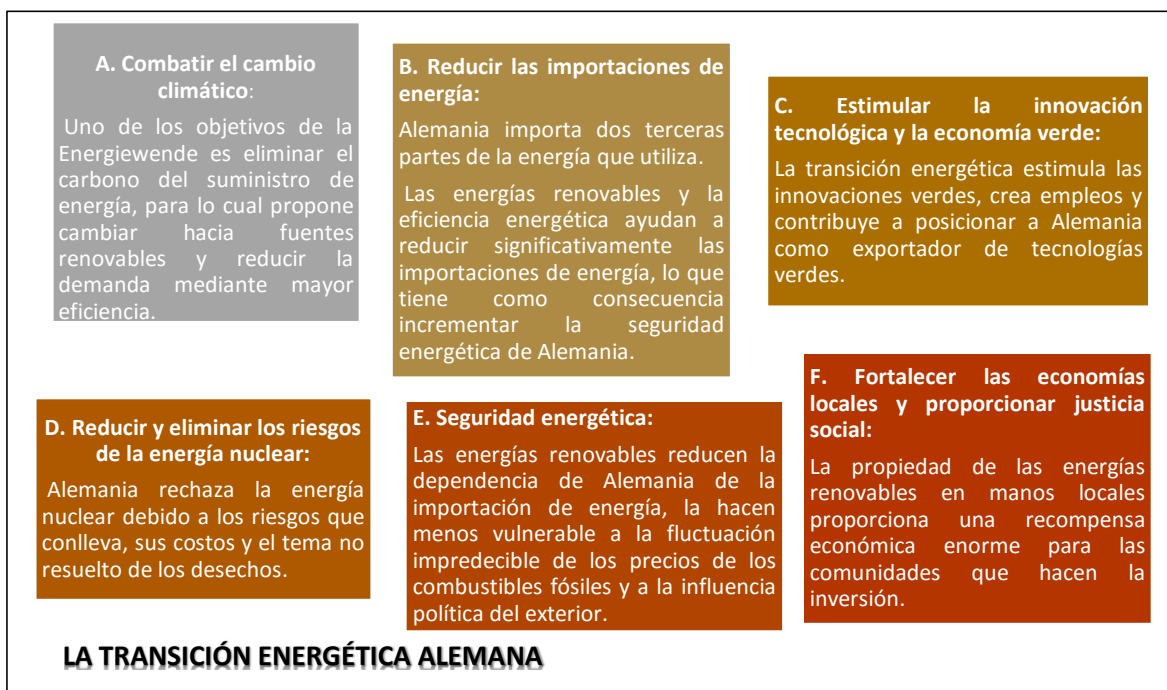 A. Combatir el cambio
climático:
Uno de los objetivos de la
Energiewende es eliminar el
carbono del suministro de
energía, para lo cual propone
cambiar hacia fuentes
renovables y reducir la
demanda mediante mayor
eficiencia.
B. Reducir las importaciones de
energía:
Alemania importa dos terceras
partes de la energía que utiliza.
Las energías renovables y la
eficiencia energética ayudan a
reducir significativamente las
importaciones de energía, lo que
tiene como consecuencia
incrementar la seguridad
energética de Alemania.
C. Estimular la innovación
tecnológica y la economía verde:
La transición energética estimula las
innovaciones verdes, crea empleos y
contribuye a posicionar a Alemania
como exportador de tecnologías
verdes.
D. Reducir y eliminar los riesgos
de la energía nuclear:
Alemania rechaza la energía
nuclear debido a los riesgos que
conlleva, sus costos y el tema no
resuelto de los desechos.
E. Seguridad energética:
Las energías renovables reducen la
dependencia de Alemania de la
importación de energía, la hacen
menos vulnerable a la fluctuación
impredecible de los precios de los
combustibles fósiles y a la influencia
política del exterior.
F. Fortalecer las economías
locales y proporcionar justicia
social:
La propiedad de las energías
renovables en manos locales
proporciona una recompensa
económica enorme para las
comunidades que hacen la
inversión.
LA TRANSICIÓN ENERGÉTICA ALEMANA